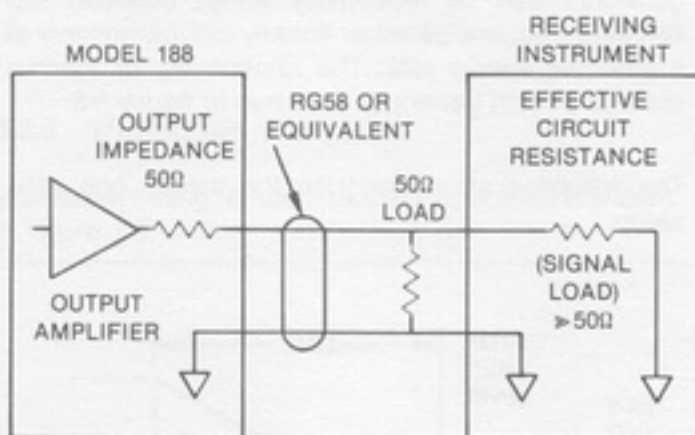 MODEL 188
OUTPUT
IMPEDANCE
50Ω
OUTPUT
AMPLIFIER
RG58 OR
EQUIVALENT
50Ω
LOAD
RECEIVING
INSTRUMENT
EFFECTIVE
CIRCUIT
RESISTANCE
(SIGNAL
LOAD)
≫50Ω